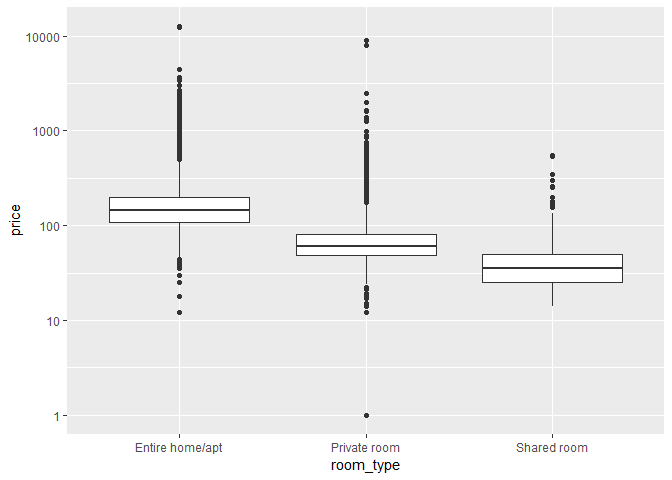 10000
1000
100
10
1
price
Entire home/apt
Private room
Shared room
room_type